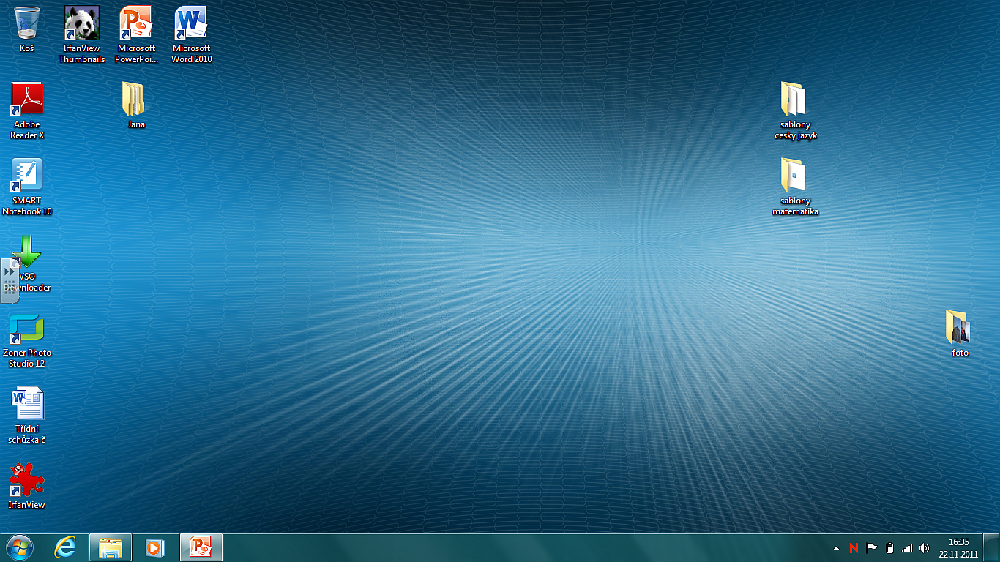 Koš
IrfanView
Thumbnails
Microsoft
PowerPoi...
Microsoft
Word 2010
Adobe
Reader X
Jana
sablony
cesky jazyk
SMART
Notebook 10
sablony
matematika
VSO
Downloader
Zoner Photo
Studio 12
foto
Třídní
schůzka č
IrfanView
16:35
22.11.2011